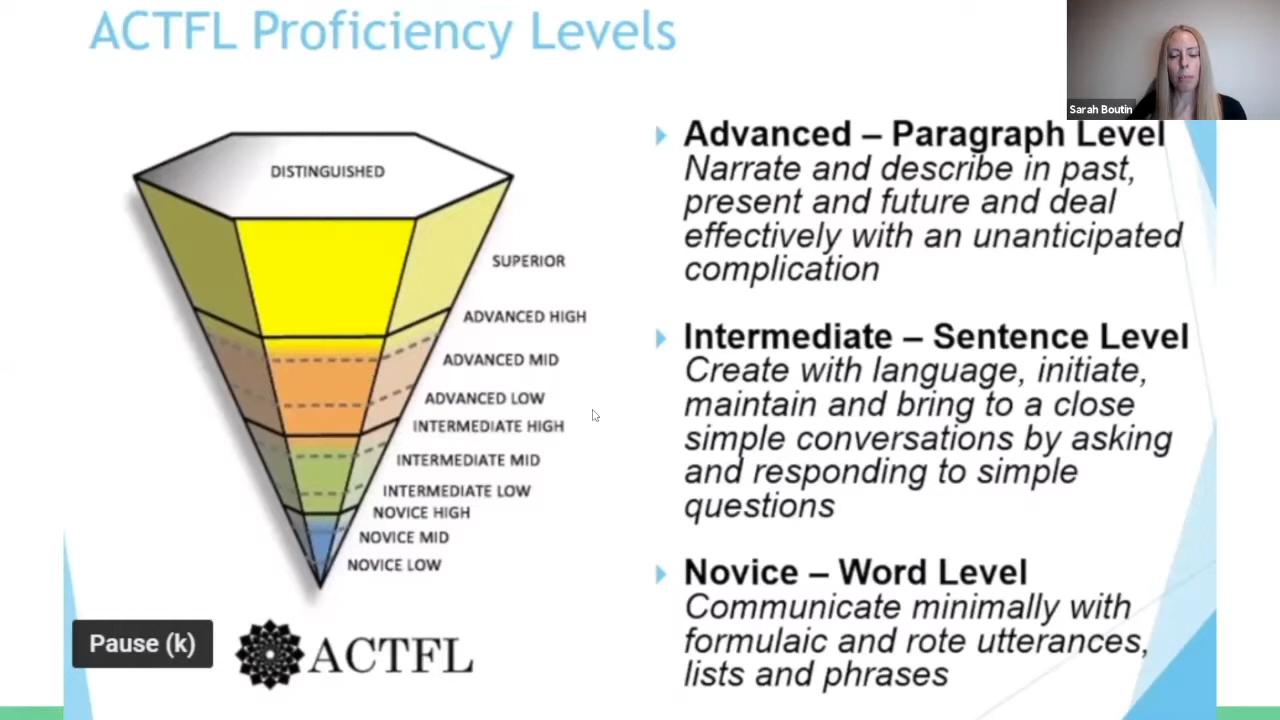 ACTFL Proficiency Levels
Sarah Boutin
DISTINGUISHED
SUPERIOR
ADVANCED HIGH
ADVANCED MID
ADVANCED LOW
INTERMEDIATE HIGH
INTERMEDIATE MID
INTERMEDIATE LOW
NOVICE HIGH
NOVICE MID
NOVICE LOW
Pause (k)
ACTFL
Advanced – Paragraph Level
Narrate and describe in past,
present and future and deal
effectively with an unanticipated
complication
Intermediate – Sentence Level
Create with language, initiate,
maintain and bring to a close
simple conversations by asking
and responding to simple
questions
Novice – Word Level
Communicate minimally with
formulaic and rote utterances,
lists and phrases